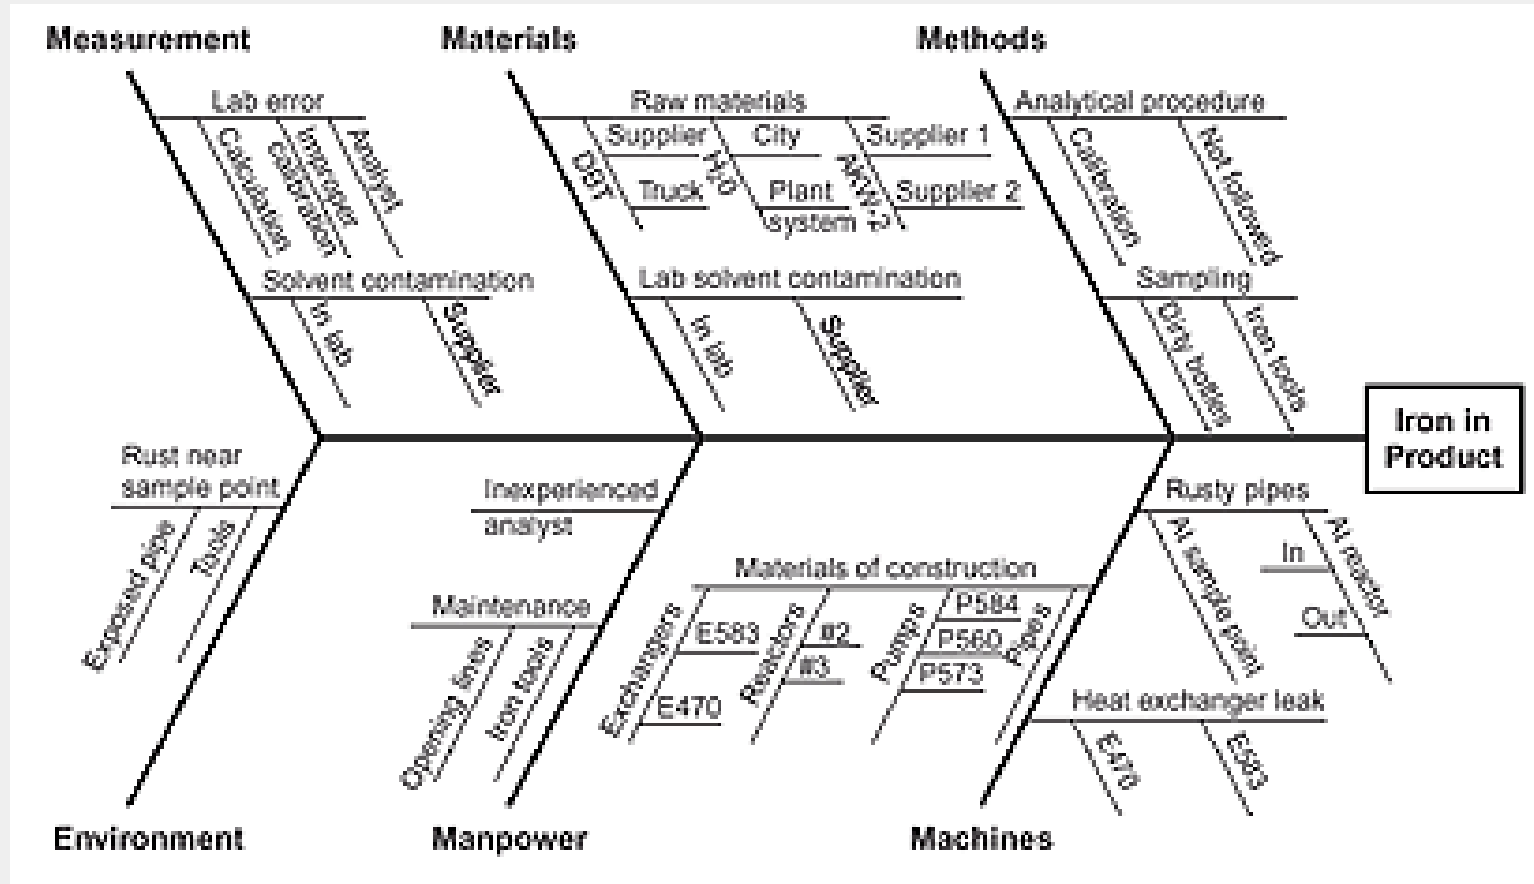 Measurement
Materials
Methods
Lab error
Calculation
Improper
calibration
Analyst
Solvent contamination
In lab
Supplier
Raw materials
DBT
Supplier
Truck
H₂0
City
Plant
system
Supplier 1
Supplier 2
Lab solvent contamination
In lab
Supplier
Analytical procedure
Calibration
Not followed
Sampling
Dirty bottles
Iron tools
Iron in
Product
Rust near
sample point
Exposed pipe
Tools
Inexperienced
analyst
Maintenance
Opening lines
Iron tools
Materials of construction
Exchangers
E583
E470
Reactors
#2
#3
Pumps
P584
P560
P573
Pipes
Rusty pipes
At sample point
At reactor
In
Out
Heat exchanger leak
E470
E583
Environment
Manpower
Machines